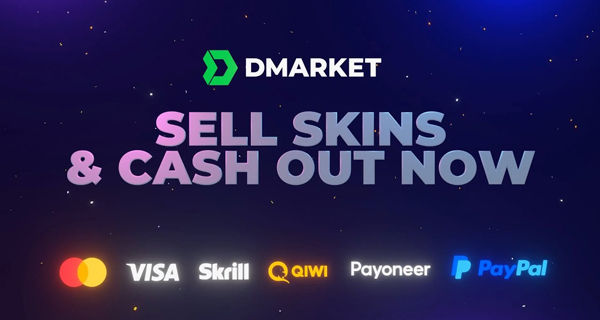 DMARKET
SELL SKINS
& CASH OUT NOW
VISA Skrill QIWI Payoneer PayPal